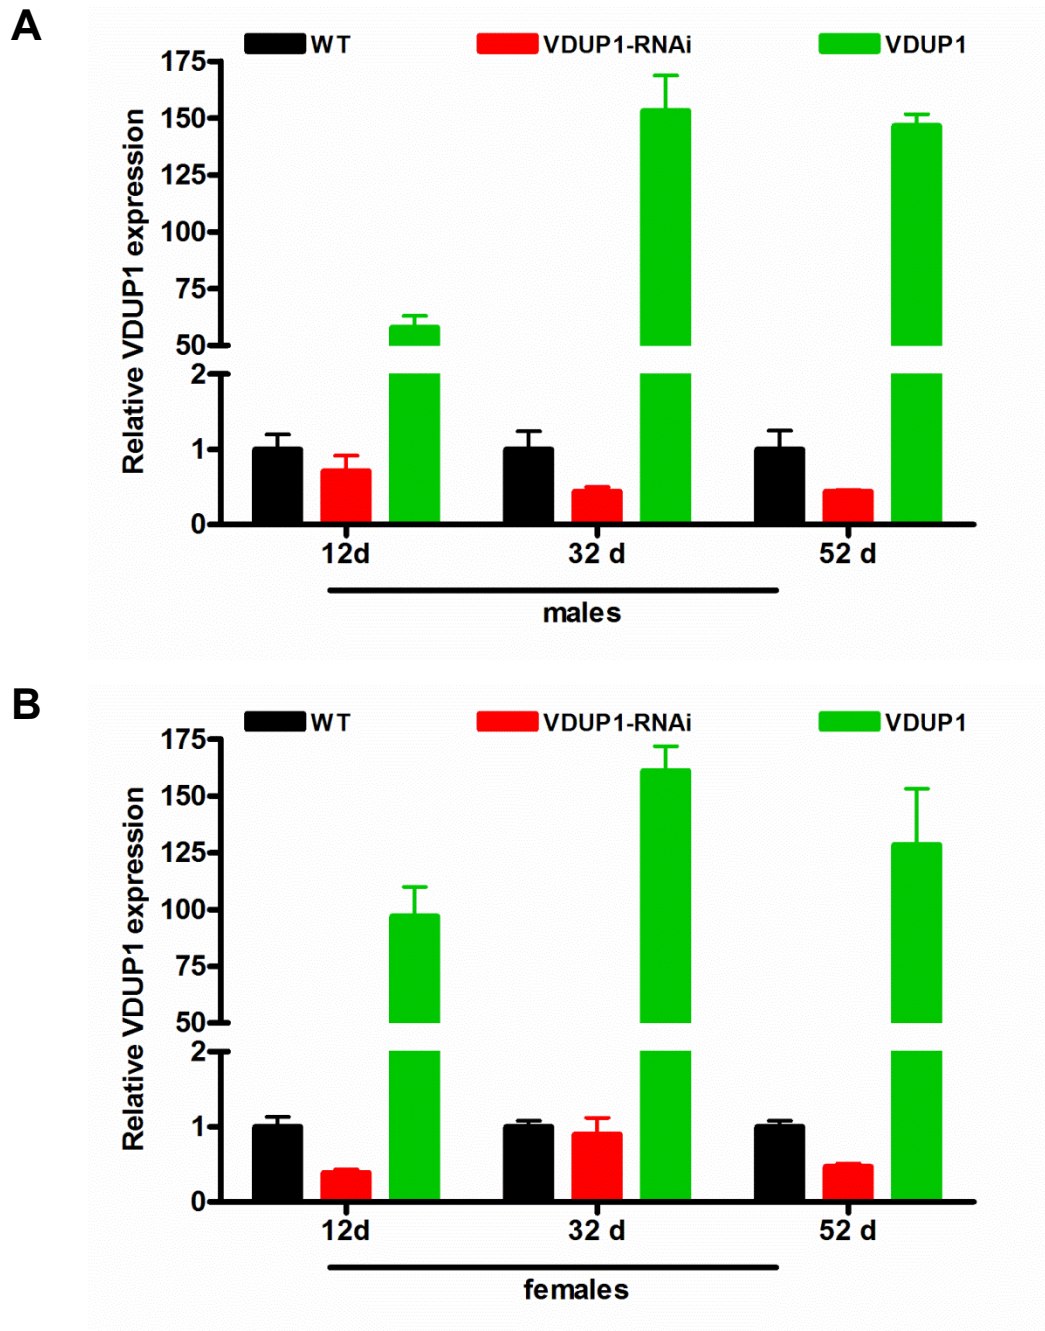 A
WT VDUP1-RNAi VDUP1
175
150
125
100
75
50
2
1
0
Relative VDUP1 expression
12d 32 d 52 d
males
B
WT VDUP1-RNAi VDUP1
175
150
125
100
75
50
2
1
0
Relative VDUP1 expression
12d 32 d 52 d
females